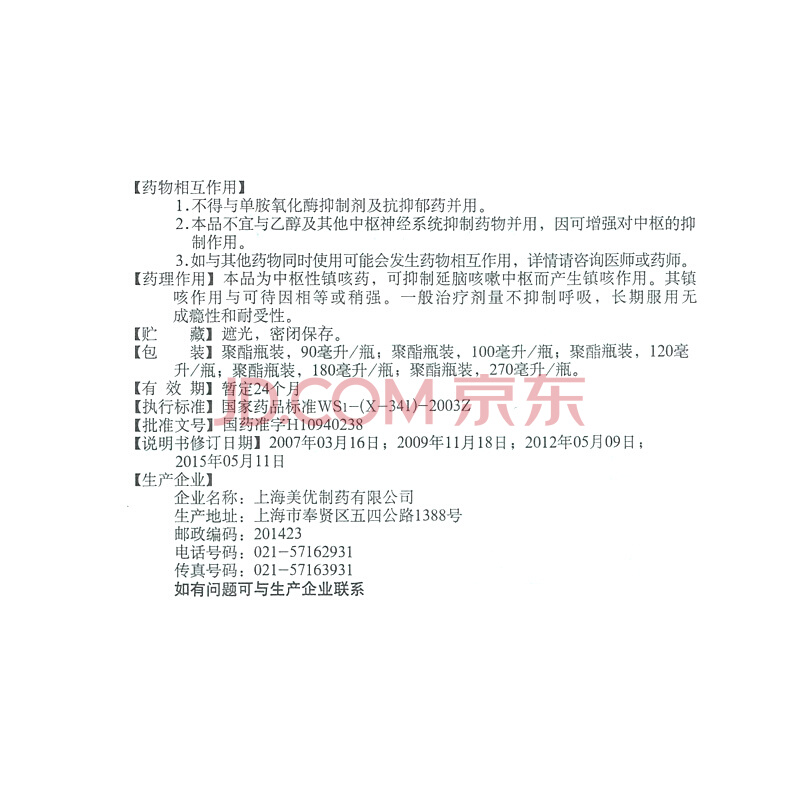 【药物相互作用】
1.不得与单胺氧化酶抑制剂及抗抑郁药并用。
2.本品不宜与乙醇及其他中枢神经系统抑制药物并用，因可增强对中枢的抑
制作用。
3.如与其他药物同时使用可能会发生药物相互作用，详情请咨询医师或药师。
【药理作用】本品为中枢性镇咳药，可抑制延脑咳嗽中枢而产生镇咳作用。其镇
咳作用与可待因相等或稍强。一般治疗剂量不抑制呼吸，长期服用无
成瘾性和耐受性。
【贮 藏】遮光，密闭保存。
【包 装】聚酯瓶装，90毫升/瓶；聚酯瓶装，100毫升/瓶；聚酯瓶装，120毫
升/瓶；聚酯瓶装，180毫升/瓶；聚酯瓶装，270毫升/瓶。
【有 效 期】暂定24个月
JD.COM 京东
【执行标准】国家药品标准WS1-(X-341)-2003Z
【批准文号】国药准字H10940238
【说明书修订日期】2007年03月16日；2009年11月18日；2012年05月09日；
2015年05月11日
【生产企业】
企业名称：上海美优制药有限公司
生产地址：上海市奉贤区五四公路1388号
邮政编码：201423
电话号码：021-57162931
传真号码：021-57163931
如有问题可与生产企业联系